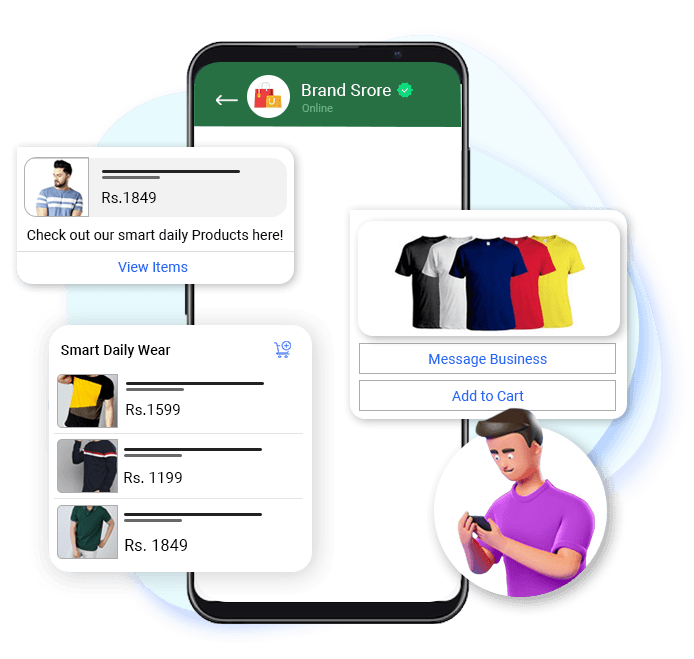 Brand Srore
Online
Rs.1849
Check out our smart daily Products here!
View Items
Message Business
Add to Cart
Smart Daily Wear
Rs.1599
Rs. 1199
Rs. 1849